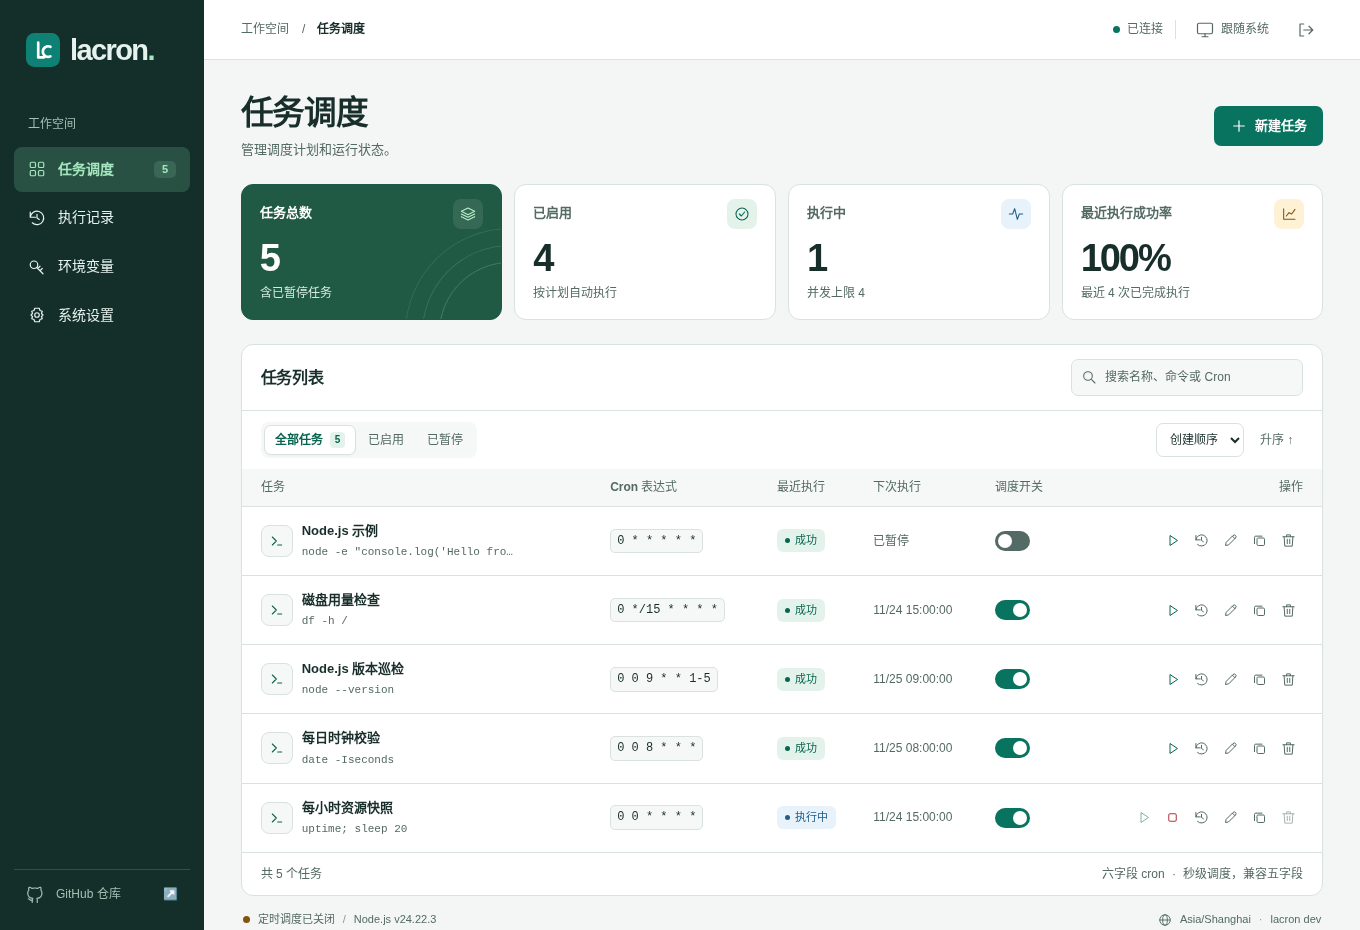 lacron.
工作空间
任务调度 5
执行记录
环境变量
系统设置
GitHub 仓库
工作空间 / 任务调度
已连接
跟随系统
任务调度
管理调度计划和运行状态。
新建任务
任务总数
5
含已暂停任务
已启用
4
按计划自动执行
执行中
1
并发上限 4
最近执行成功率
100%
最近 4 次已完成执行
任务列表
搜索名称、命令或 Cron
全部任务 5 已启用 已暂停
创建顺序 升序 ↑
任务 Cron 表达式 最近执行 下次执行 调度开关 操作
Node.js 示例
node -e "console.log('Hello fro…
0 * * * * * 成功 已暂停
磁盘用量检查
df -h /
0 */15 * * * * 成功 11/24 15:00:00
Node.js 版本巡检
node --version
0 0 9 * * 1-5 成功 11/25 09:00:00
每日时钟校验
date -Iseconds
0 0 8 * * * 成功 11/25 08:00:00
每小时资源快照
uptime; sleep 20
0 0 * * * * 执行中 11/24 15:00:00
共 5 个任务
六字段 cron · 秒级调度，兼容五字段
定时调度已关闭 / Node.js v24.22.3
Asia/Shanghai · lacron dev